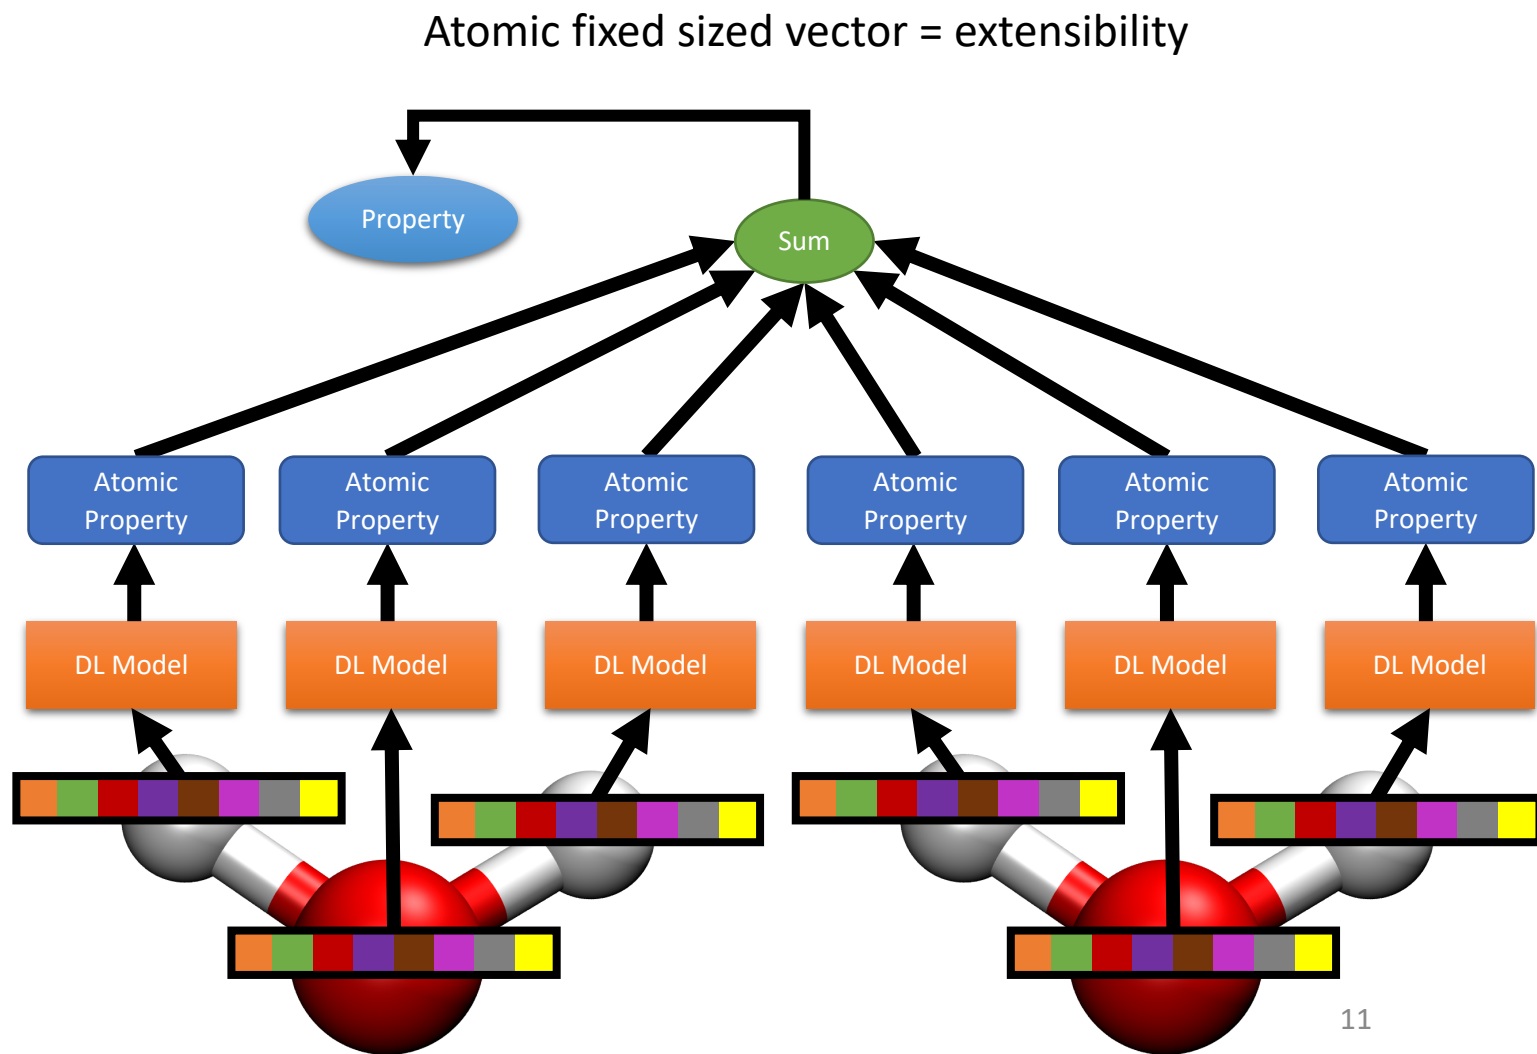 Atomic fixed sized vector = extensibility
Property
Sum
Atomic
Property
Atomic
Property
Atomic
Property
Atomic
Property
Atomic
Property
Atomic
Property
DL Model
DL Model
DL Model
DL Model
DL Model
DL Model
11